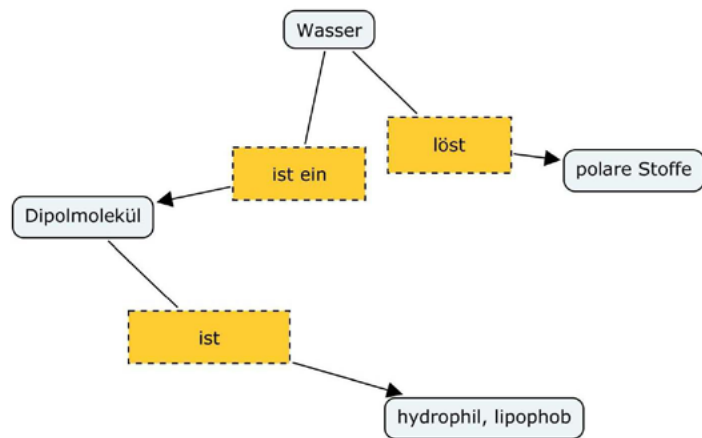 Wasser
löst
ist ein
polare Stoffe
Dipolmolekül
ist
hydrophil, lipophob